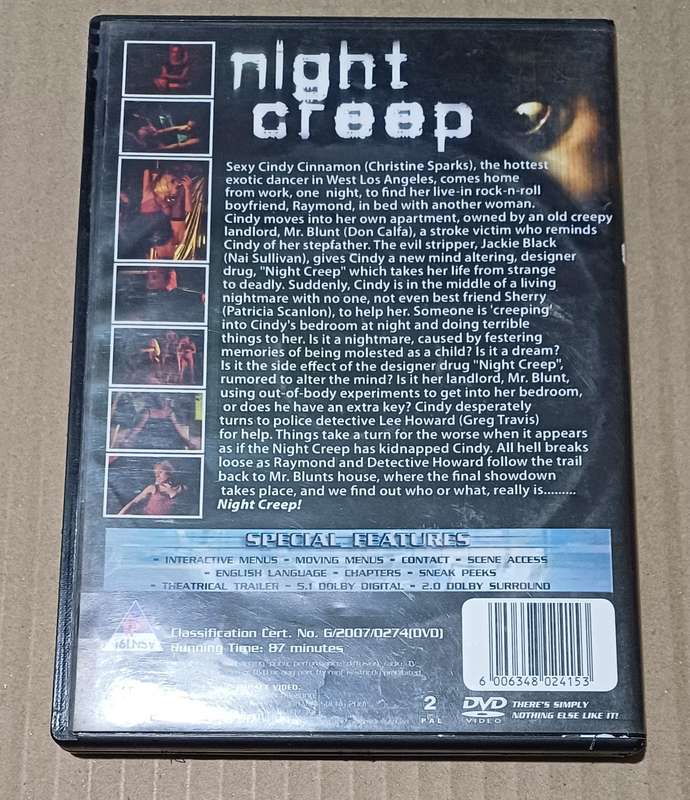 night
creep
Sexy Cindy Cinnamon (Christine Sparks), the hottest
exotic dancer in West Los Angeles, comes home
from work, one night, to find her live-in rock-n-roll
boyfriend, Raymond, in bed with another woman.
Cindy moves into her own apartment, owned by an old creepy
landlord, Mr. Blunt (Don Calfa), a stroke victim who reminds
Cindy of her stepfather. The evil stripper, Jackie Black
(Nai Sullivan), gives Cindy a new mind altering, designer
drug, "Night Creep" which takes her life from strange
to deadly. Suddenly, Cindy is in the middle of a living
nightmare with no one, not even best friend Sherry
(Patricia Scanlon), to help her. Someone is 'creeping'
into Cindy's bedroom at night and doing terrible
things to her. Is it a nightmare, caused by festering
memories of being molested as a child? Is it a dream?
Is it the side effect of the designer drug "Night Creep",
rumored to alter the mind? Is it her landlord, Mr. Blunt,
using out-of-body experiments to get into her bedroom,
or does he have an extra key? Cindy desperately
turns to police detective Lee Howard (Greg Travis)
for help. Things take a turn for the worse when it appears
as if the Night Creep has kidnapped Cindy. All hell breaks
loose as Raymond and Detective Howard follow the trail
back to Mr. Blunts house, where the final showdown
takes place, and we find out who or what, really is.........
Night Creep!
SPECIAL FEATURES
- INTERACTIVE MENUS - MOVING MENUS - CONTACT - SCENE ACCESS
- ENGLISH LANGUAGE - CHAPTERS - SNEAK PEEKS
- THEATRICAL TRAILER - 5.1 DOLBY DIGITAL - 2.0 DOLBY SURROUND
Classification Cert. No. G/2007/0274(DVD)
Running Time: 87 minutes
VIDEO.
6 006348 024153
2
PAL
DVD
VIDEO
THERE'S SIMPLY
NOTHING ELSE LIKE IT!